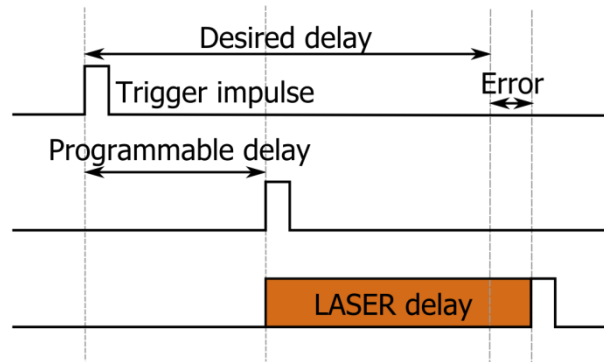 Desired delay
Error
Trigger impulse
Programmable delay
LASER delay